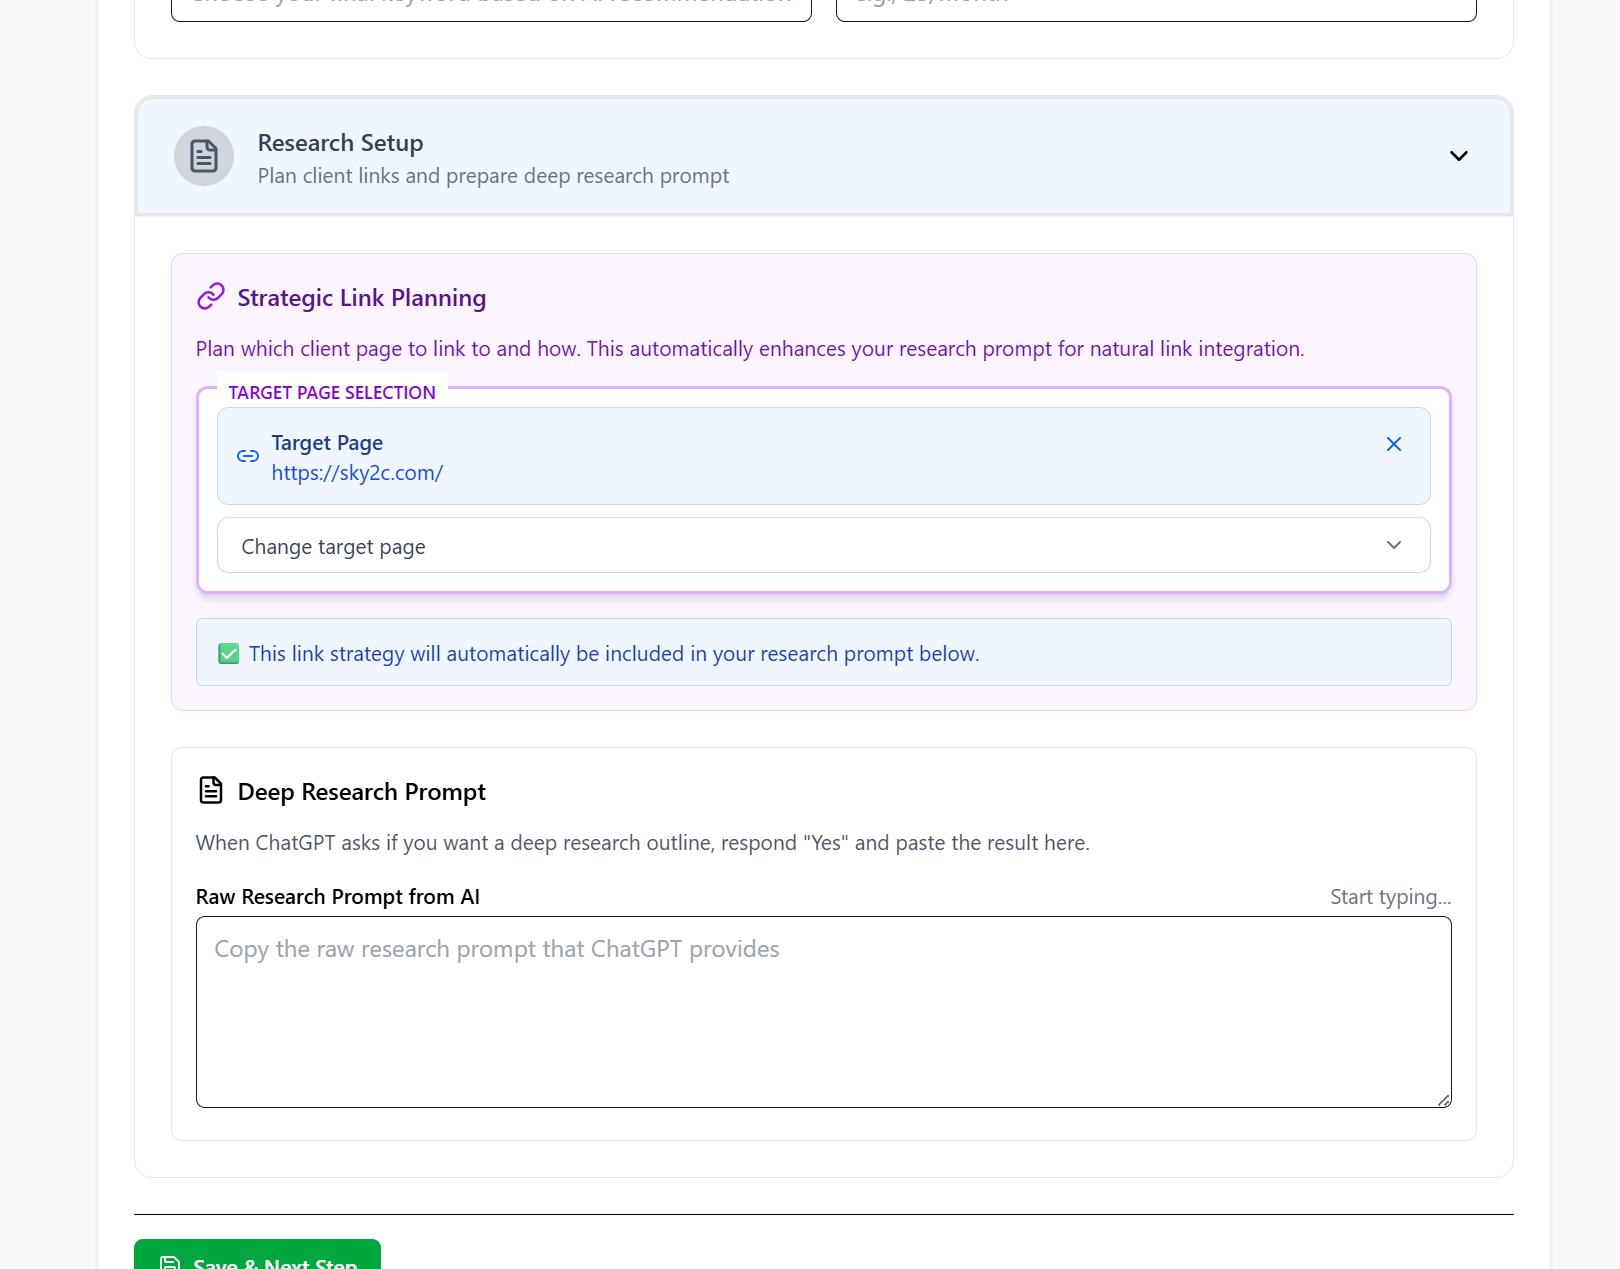 Research Setup
Plan client links and prepare deep research prompt
Strategic Link Planning
Plan which client page to link to and how. This automatically enhances your research prompt for natural link integration.
TARGET PAGE SELECTION
Target Page
https://sky2c.com/
Change target page
✅ This link strategy will automatically be included in your research prompt below.
Deep Research Prompt
When ChatGPT asks if you want a deep research outline, respond "Yes" and paste the result here.
Raw Research Prompt from AI
Start typing...
Copy the raw research prompt that ChatGPT provides
Save & Next Step